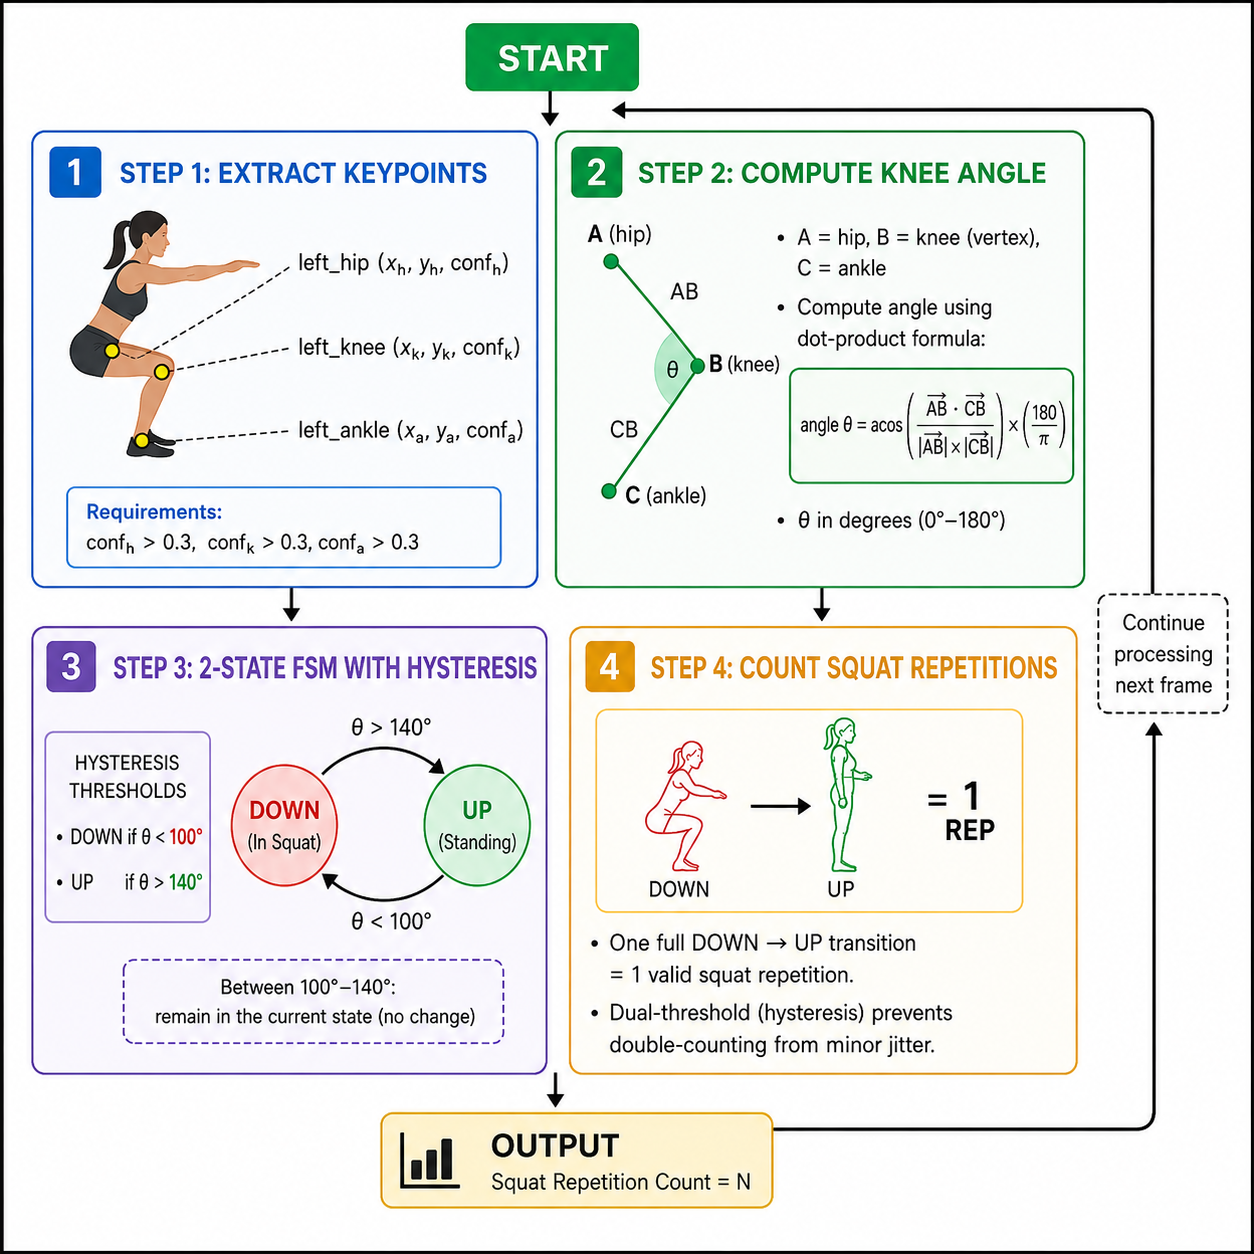 START
1
STEP 1: EXTRACT KEYPOINTS
left_hip (xₕ, yₕ, confₕ)
left_knee (xₖ, yₖ, confₖ)
left_ankle (xₐ, yₐ, confₐ)
Requirements:
confₕ > 0.3, confₖ > 0.3, confₐ > 0.3
2
STEP 2: COMPUTE KNEE ANGLE
A (hip)
AB
θ
B (knee)
CB
C (ankle)
• A = hip, B = knee (vertex),
C = ankle
• Compute angle using
dot-product formula:
angle θ = acos( (AB→ · CB→) / (|AB→| × |CB→|) ) × (180 / π)
• θ in degrees (0°–180°)
3
STEP 3: 2-STATE FSM WITH HYSTERESIS
HYSTERESIS
THRESHOLDS
• DOWN if θ < 100°
• UP if θ > 140°
θ > 140°
DOWN
(In Squat)
UP
(Standing)
θ < 100°
Between 100°–140°:
remain in the current state (no change)
4
STEP 4: COUNT SQUAT REPETITIONS
DOWN
UP
= 1
REP
• One full DOWN → UP transition
= 1 valid squat repetition.
• Dual-threshold (hysteresis) prevents
double-counting from minor jitter.
Continue
processing
next frame
OUTPUT
Squat Repetition Count = N